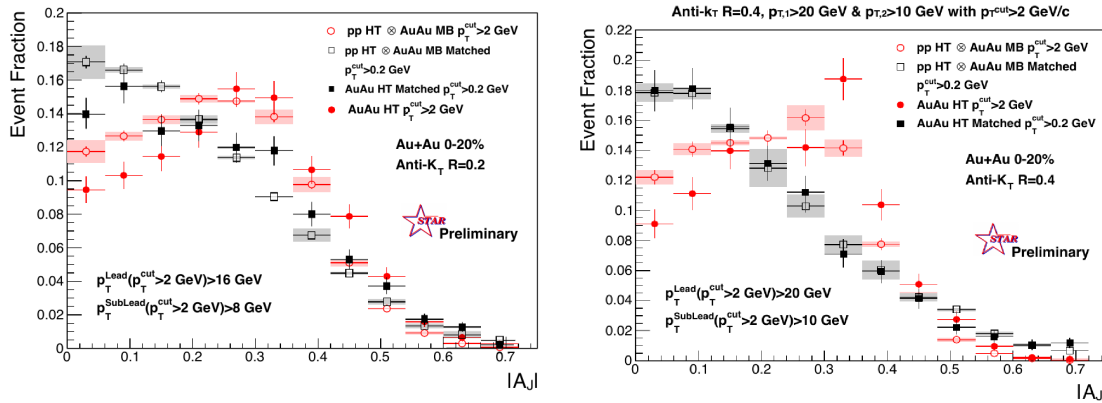 Event Fraction
0.2
0.18
0.16
0.14
0.12
0.1
0.08
0.06
0.04
0.02
0
0
0.1
0.2
0.3
0.4
0.5
0.6
0.7
|A_J|
pp HT ⊗ AuAu MB p_T^cut>2 GeV
pp HT ⊗ AuAu MB Matched
p_T^cut>0.2 GeV
AuAu HT Matched p_T^cut>0.2 GeV
AuAu HT p_T^cut>2 GeV
Au+Au 0-20%
Anti-K_T R=0.2
STAR
Preliminary
p_T^Lead(p_T^cut>2 GeV)>16 GeV
p_T^SubLead(p_T^cut>2 GeV)>8 GeV
Anti-k_T R=0.4, p_T,1>20 GeV & p_T,2>10 GeV with p_T^cut>2 GeV/c
Event Fraction
0.22
0.2
0.18
0.16
0.14
0.12
0.1
0.08
0.06
0.04
0.02
0
0
0.1
0.2
0.3
0.4
0.5
0.6
0.7
|A_J
pp HT ⊗ AuAu MB p_T^cut>2 GeV
pp HT ⊗ AuAu MB Matched
p_T^cut>0.2 GeV
AuAu HT p_T^cut>2 GeV
AuAu HT Matched p_T^cut>0.2 GeV
Au+Au 0-20%
Anti-K_T R=0.4
STAR
Preliminary
p_T^Lead(p_T^cut>2 GeV)>20 GeV
p_T^SubLead(p_T^cut>2 GeV)>10 GeV